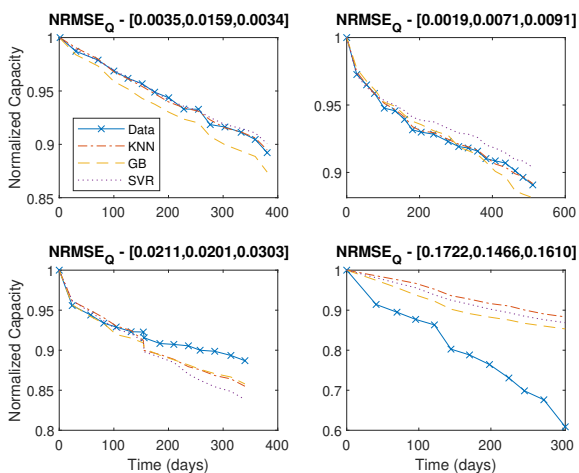 NRMSE_Q - [0.0035,0.0159,0.0034]
Normalized Capacity
1
0.95
0.9
0.85
Data
KNN
GB
SVR
0 100 200 300 400
NRMSE_Q - [0.0019,0.0071,0.0091]
1
0.95
0.9
0 200 400 600
NRMSE_Q - [0.0211,0.0201,0.0303]
Normalized Capacity
1
0.95
0.9
0.85
0.8
0 100 200 300 400
Time (days)
NRMSE_Q - [0.1722,0.1466,0.1610]
1
0.9
0.8
0.7
0.6
0 100 200 300
Time (days)